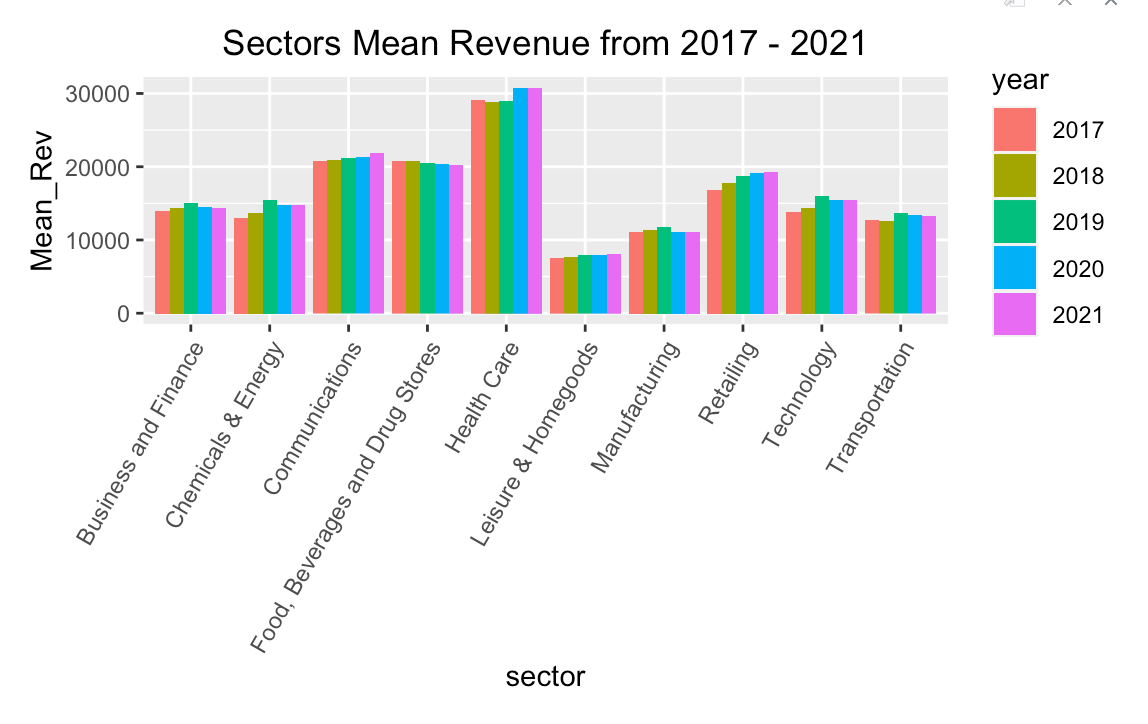 Sectors Mean Revenue from 2017 - 2021
Mean_Rev
30000
20000
10000
0
Business and Finance
Chemicals & Energy
Communications
Food, Beverages and Drug Stores
Health Care
Leisure & Homegoods
Manufacturing
Retailing
Technology
Transportation
sector
year
2017
2018
2019
2020
2021